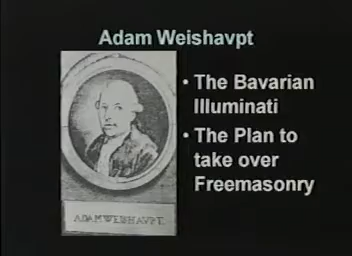 Adam Weishavpt
• The Bavarian
Illuminati
• The Plan to
take over
Freemasonry
ADAM WEISHAVPT.